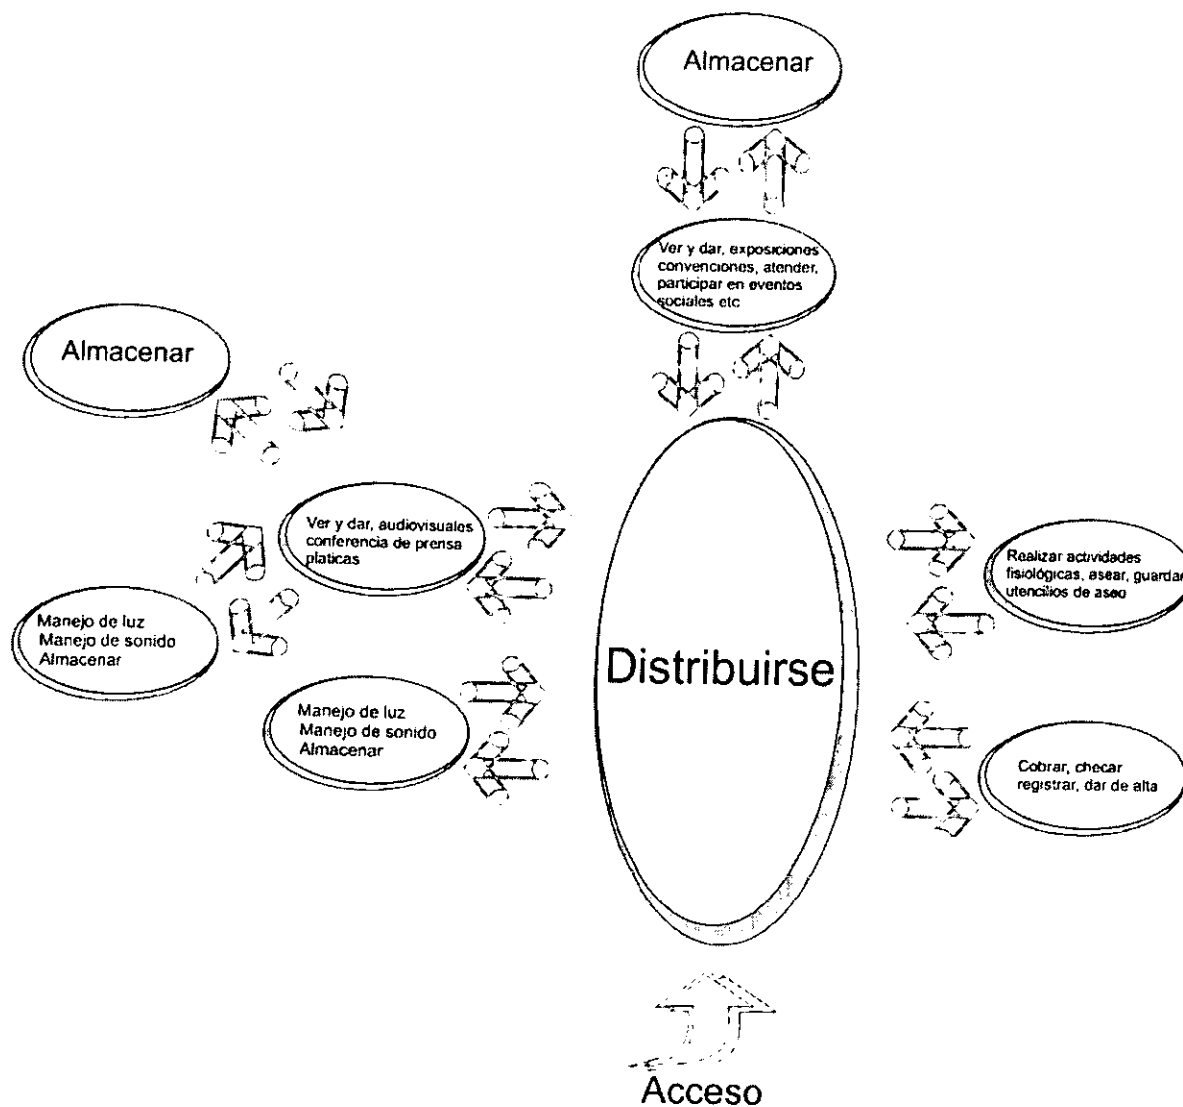 Almacenar
Ver y dar, exposiciones
convenciones, atender,
participar en eventos
sociales etc
Almacenar
Ver y dar, audiovisuales
conferencia de prensa
platicas
Realizar actividades
fisiológicas, asear, guardar
utencilios de aseo
Manejo de luz
Manejo de sonido
Almacenar
Distribuirse
Manejo de luz
Manejo de sonido
Almacenar
Cobrar, checar
registrar, dar de alta
Acceso